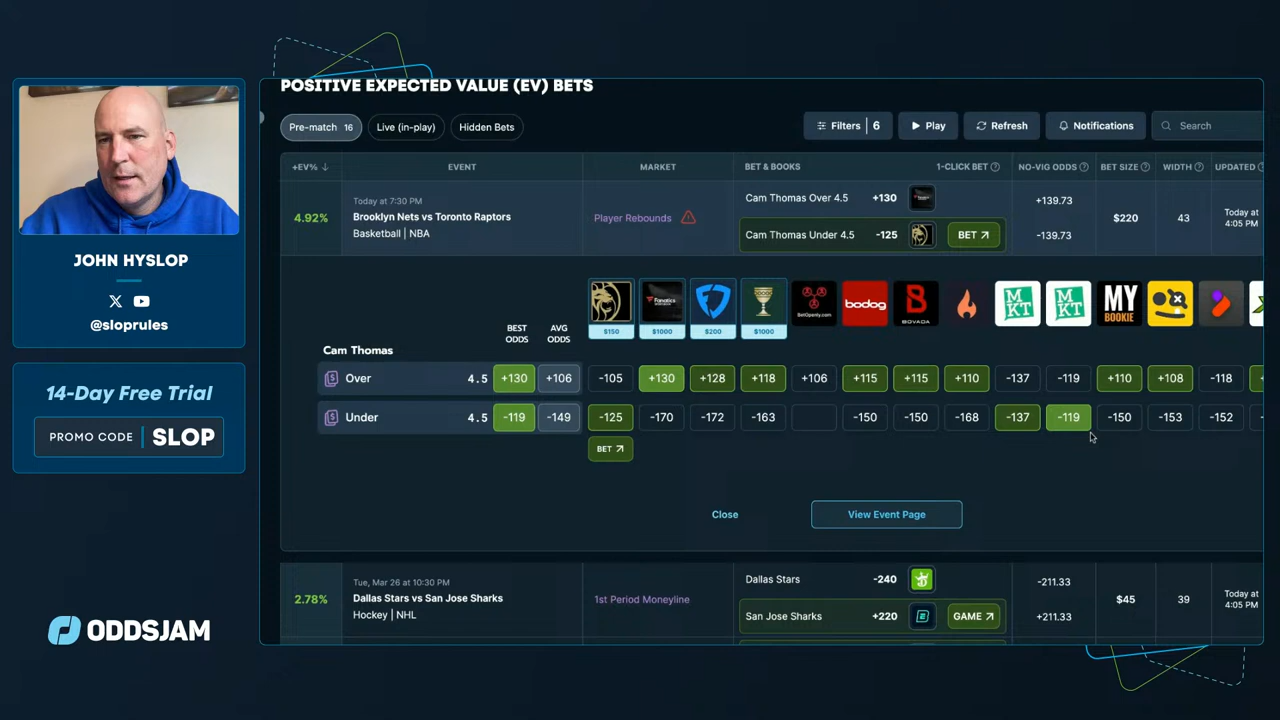 POSITIVE EXPECTED VALUE (EV) BETS
Pre-match 16
Live (in-play)
Hidden Bets
Filters 6
Play
Refresh
Notifications
Search
+EV%
EVENT
MARKET
BET & BOOKS
1-CLICK BET
NO-VIG ODDS
BET SIZE
WIDTH
UPDATED
4.92%
Today at 7:30 PM
Brooklyn Nets vs Toronto Raptors
Basketball | NBA
Player Rebounds
Cam Thomas Over 4.5 +130
Cam Thomas Under 4.5 -125
BET
+139.73
-139.73
$220
43
Today at
4:05 PM
Fanatics
BetOpenly.com
bodog
BOVADA
MKT
MKT
MY
BOOKIE
$150 $1000 $200 $1000
BEST
ODDS
AVG
ODDS
Cam Thomas
Over 4.5 +130 +106 -105 +130 +128 +118 +106 +115 +115 +110 -137 -119 +110 +108 -118
Under 4.5 -119 -149 -125 -170 -172 -163 -150 -150 -168 -137 -119 -150 -153 -152
BET
Close
View Event Page
2.78%
Tue, Mar 26 at 10:30 PM
Dallas Stars vs San Jose Sharks
Hockey | NHL
1st Period Moneyline
Dallas Stars -240
San Jose Sharks +220
GAME
-211.33
+211.33
$45
39
Today at
4:05 PM
JOHN HYSLOP
@sloprules
14-Day Free Trial
PROMO CODE | SLOP
ODDSJAM